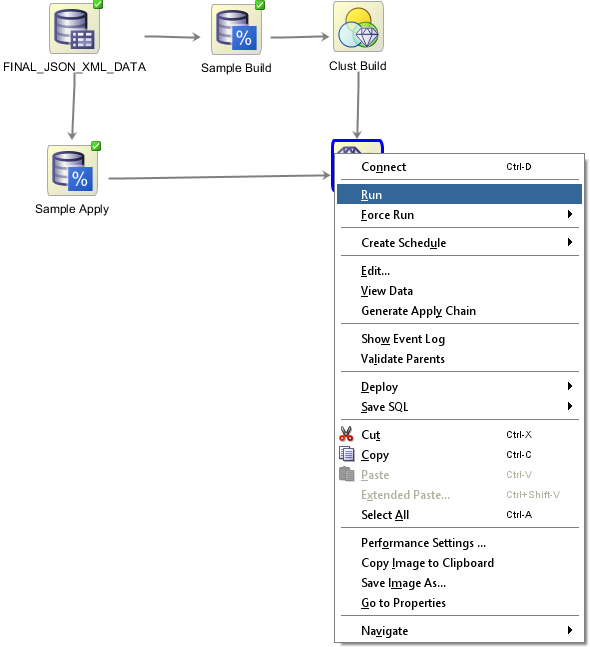 FINAL_JSON_XML_DATA
Sample Build
Clust Build
Sample Apply
Connect Ctrl-D
Run
Force Run
Create Schedule
Edit...
View Data
Generate Apply Chain
Show Event Log
Validate Parents
Deploy
Save SQL
Cut Ctrl-X
Copy Ctrl-C
Paste Ctrl-V
Extended Paste... Ctrl+Shift-V
Select All Ctrl-A
Performance Settings ...
Copy Image to Clipboard
Save Image As...
Go to Properties
Navigate